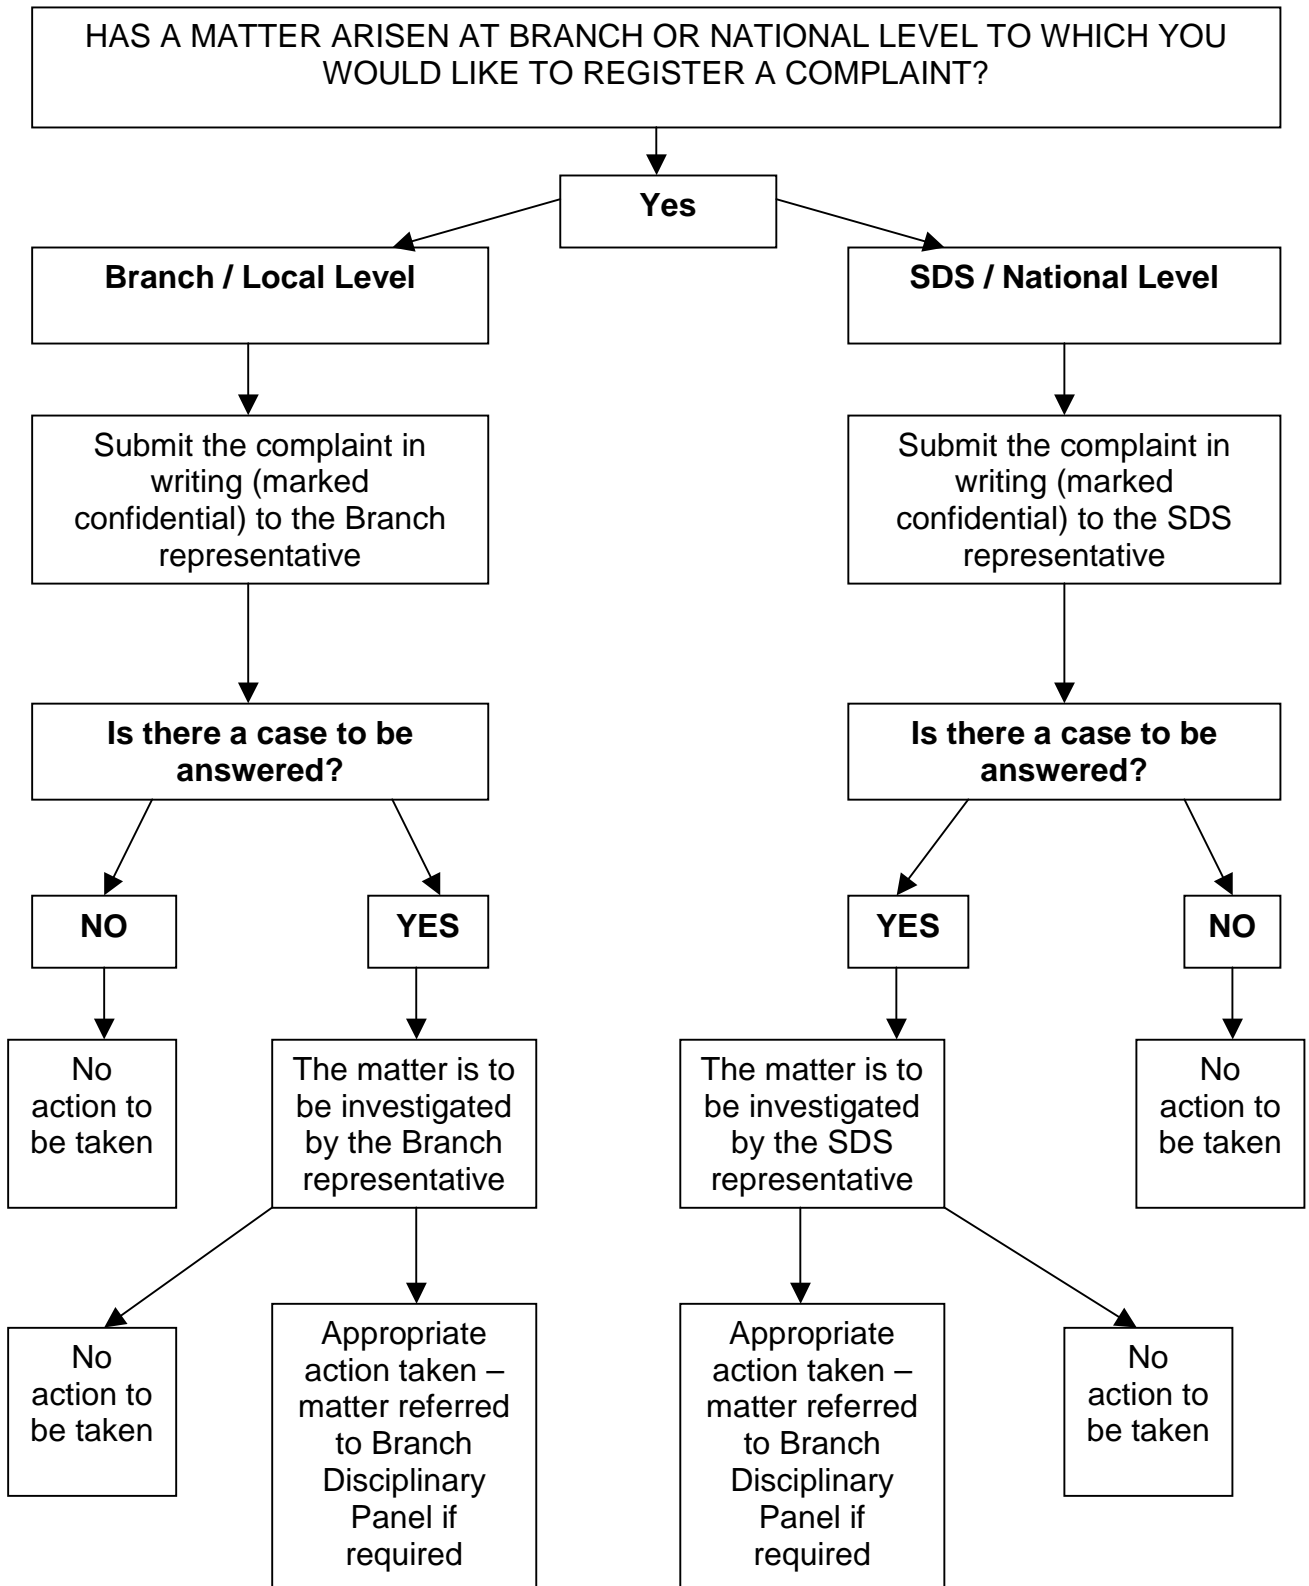 HAS A MATTER ARISEN AT BRANCH OR NATIONAL LEVEL TO WHICH YOU
WOULD LIKE TO REGISTER A COMPLAINT?
Yes
Branch / Local Level
SDS / National Level
Submit the complaint in
writing (marked
confidential) to the Branch
representative
Submit the complaint in
writing (marked
confidential) to the SDS
representative
Is there a case to be
answered?
Is there a case to be
answered?
NO
YES
YES
NO
No
action to
be taken
The matter is to
be investigated
by the Branch
representative
The matter is to
be investigated
by the SDS
representative
No
action to
be taken
No
action to
be taken
Appropriate
action taken –
matter referred
to Branch
Disciplinary
Panel if
required
Appropriate
action taken –
matter referred
to Branch
Disciplinary
Panel if
required
No
action to
be taken